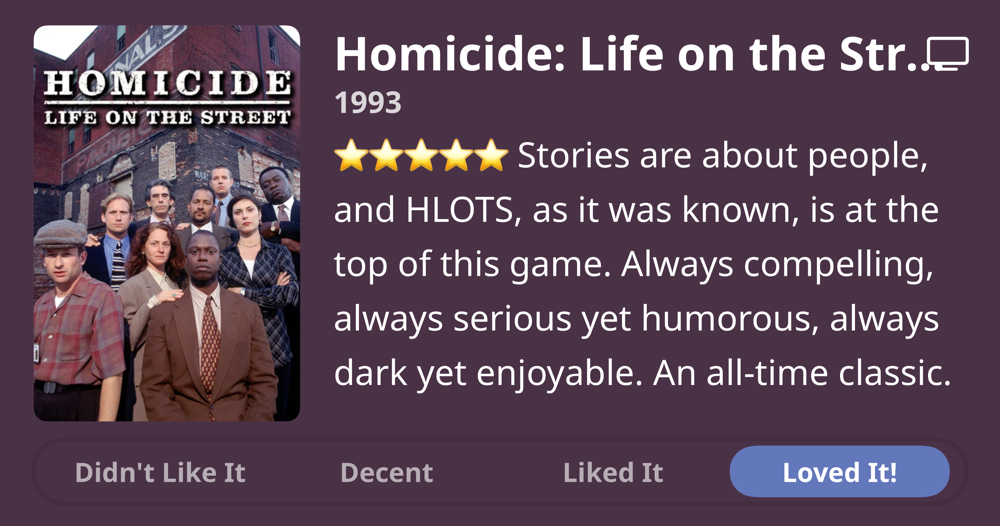 HOMICIDE
LIFE ON THE STREET
Homicide: Life on the Str...
1993
⭐⭐⭐⭐⭐ Stories are about people,
and HLOTS, as it was known, is at the
top of this game. Always compelling,
always serious yet humorous, always
dark yet enjoyable. An all-time classic.
Didn't Like It
Decent
Liked It
Loved It!